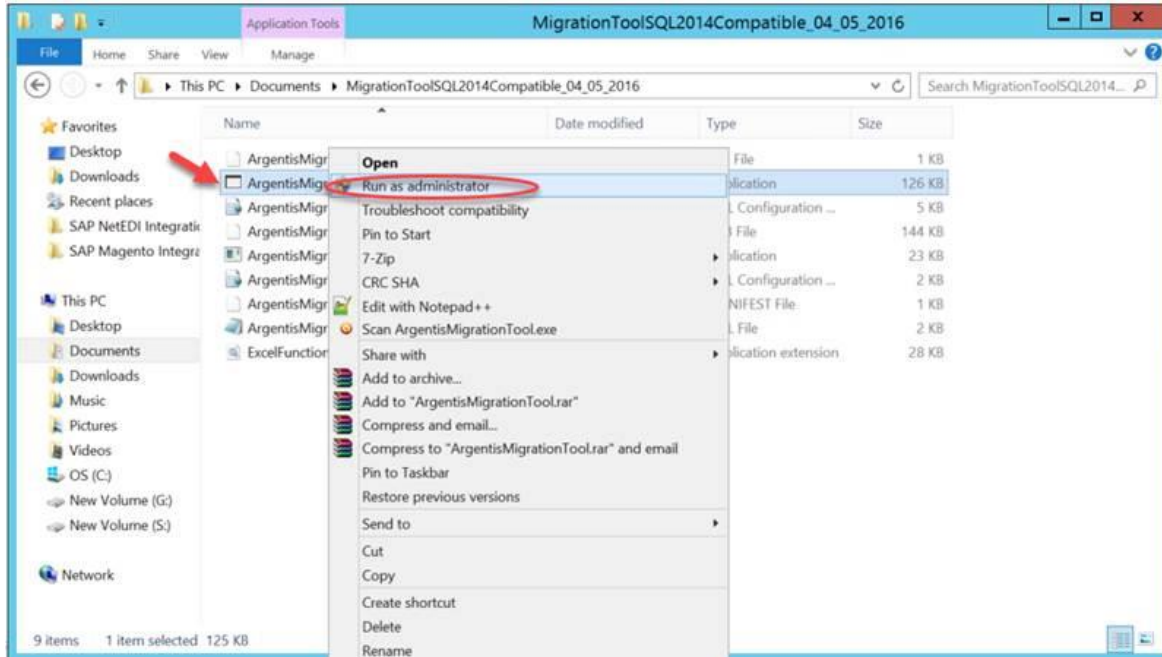 Application Tools
MigrationToolSQL2014Compatible_04_05_2016
File Home Share View Manage
This PC Documents MigrationToolSQL2014Compatible_04_05_2016
Search MigrationToolSQL2014...
Favorites
Desktop
Downloads
Recent places
SAP NetEDI Integratio
SAP Magento Integra
This PC
Desktop
Documents
Downloads
Music
Pictures
Videos
OS (C:)
New Volume (G:)
New Volume (S:)
Network
Name Date modified Type Size
ArgentisMigr File 1 KB
ArgentisMig plication 126 KB
ArgentisMigr L Configuration ... 5 KB
ArgentisMigr File 144 KB
ArgentisMigr plication 23 KB
ArgentisMigr L Configuration ... 2 KB
ArgentisMigr NIFEST File 1 KB
ArgentisMigr L File 2 KB
ExcelFunction plication extension 28 KB
Open
Run as administrator
Troubleshoot compatibility
Pin to Start
7-Zip
CRC SHA
Edit with Notepad++
Scan ArgentisMigrationTool.exe
Share with
Add to archive...
Add to "ArgentisMigrationTool.rar"
Compress and email...
Compress to "ArgentisMigrationTool.rar" and email
Pin to Taskbar
Restore previous versions
Send to
Cut
Copy
Create shortcut
Delete
Rename
9 items 1 item selected 125 KB